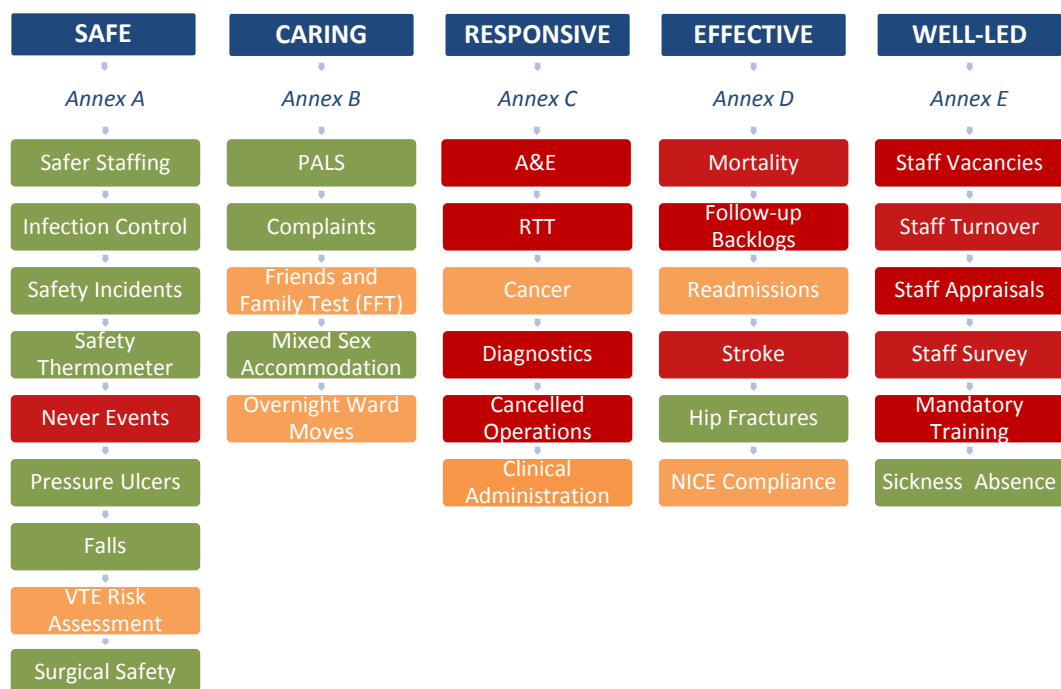 SAFE
Annex A
Safer Staffing
Infection Control
Safety Incidents
Safety
Thermometer
Never Events
Pressure Ulcers
Falls
VTE Risk
Assessment
Surgical Safety
CARING
Annex B
PALS
Complaints
Friends and
Family Test (FFT)
Mixed Sex
Accommodation
Overnight Ward
Moves
RESPONSIVE
Annex C
A&E
RTT
Cancer
Diagnostics
Cancelled
Operations
Clinical
Administration
EFFECTIVE
Annex D
Mortality
Follow-up
Backlogs
Readmissions
Stroke
Hip Fractures
NICE Compliance
WELL-LED
Annex E
Staff Vacancies
Staff Turnover
Staff Appraisals
Staff Survey
Mandatory
Training
Sickness Absence